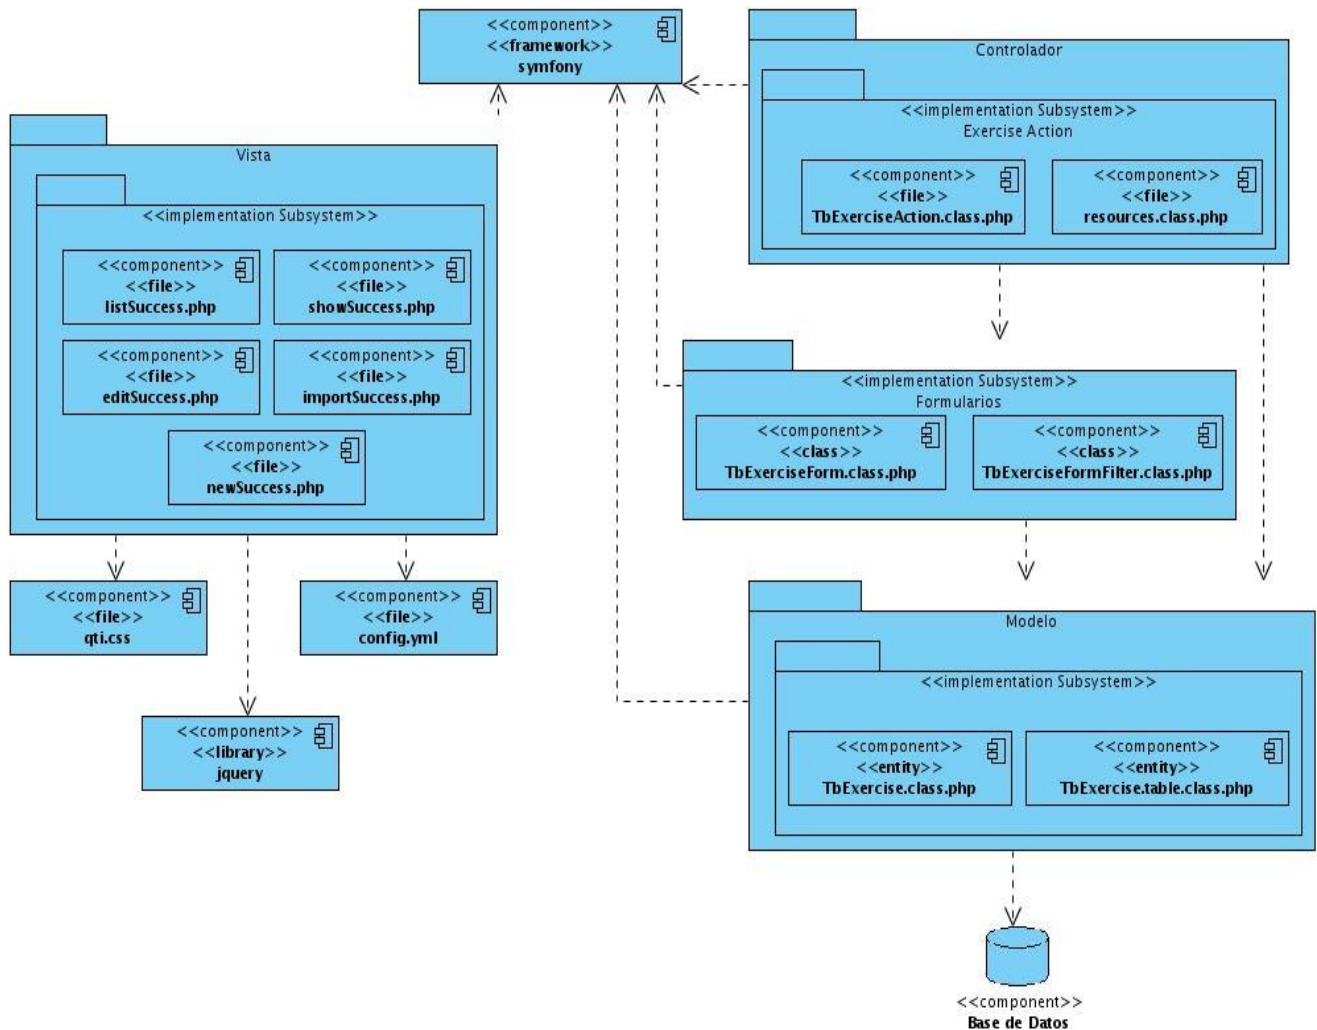 <<component>>
<<framework>>
symfony
Controlador
<<implementation Subsystem>>
Exercise Action
<<component>>
<<file>>
TbExerciseAction.class.php
<<component>>
<<file>>
resources.class.php
Vista
<<implementation Subsystem>>
<<component>>
<<file>>
listSuccess.php
<<component>>
<<file>>
showSuccess.php
<<component>>
<<file>>
editSuccess.php
<<component>>
<<file>>
importSuccess.php
<<component>>
<<file>>
newSuccess.php
<<implementation Subsystem>>
Formularios
<<component>>
<<class>>
TbExerciseForm.class.php
<<component>>
<<class>>
TbExerciseFormFilter.class.php
<<component>>
<<file>>
qti.css
<<component>>
<<file>>
config.yml
<<component>>
<<library>>
jquery
Modelo
<<implementation Subsystem>>
<<component>>
<<entity>>
TbExercise.class.php
<<component>>
<<entity>>
TbExercise.table.class.php
<<component>>
Base de Datos